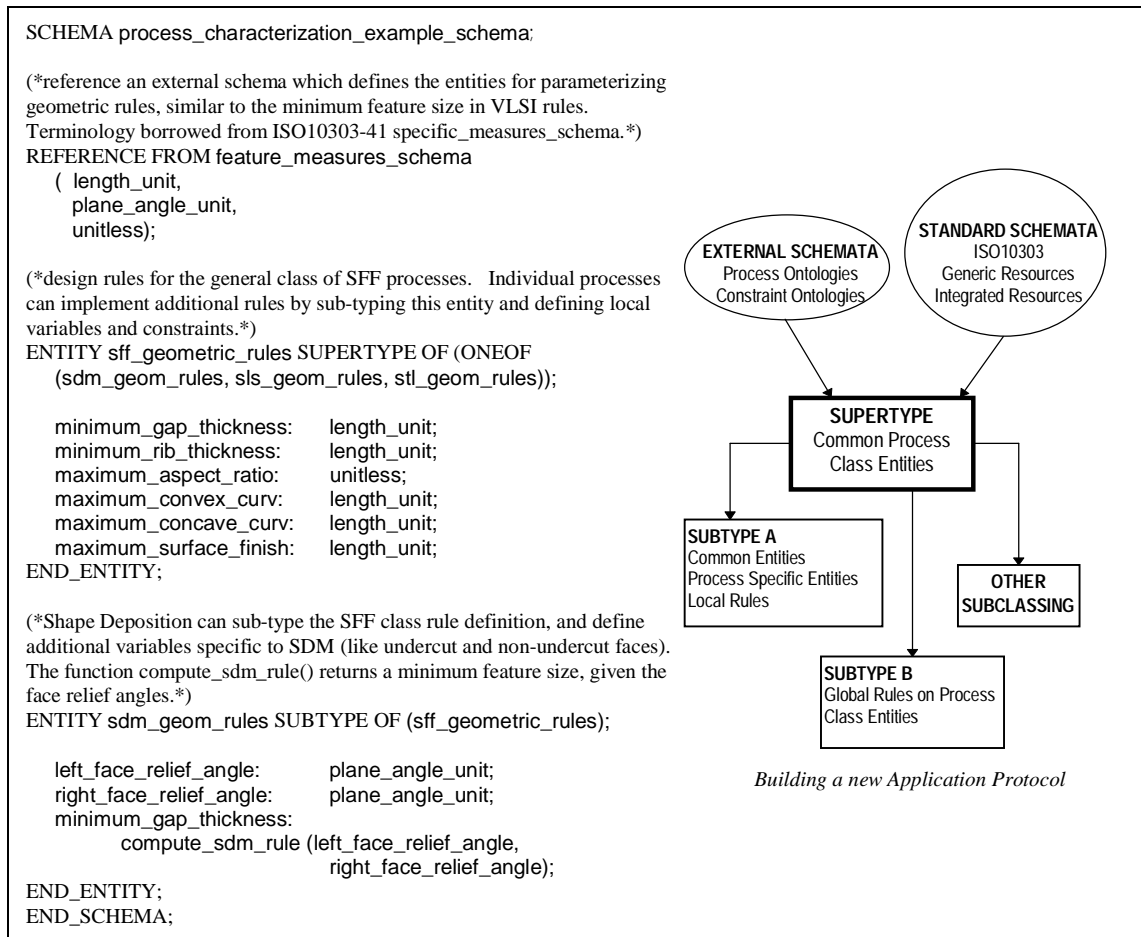 SCHEMA process_characterization_example_schema;
(*reference an external schema which defines the entities for parameterizing
geometric rules, similar to the minimum feature size in VLSI rules.
Terminology borrowed from ISO10303-41 specific_measures_schema.*)
REFERENCE FROM feature_measures_schema
( length_unit,
plane_angle_unit,
unitless);
(*design rules for the general class of SFF processes. Individual processes
can implement additional rules by sub-typing this entity and defining local
variables and constraints.*)
ENTITY sff_geometric_rules SUPERTYPE OF (ONEOF
(sdm_geom_rules, sls_geom_rules, stl_geom_rules));
minimum_gap_thickness: length_unit;
minimum_rib_thickness: length_unit;
maximum_aspect_ratio: unitless;
maximum_convex_curv: length_unit;
maximum_concave_curv: length_unit;
maximum_surface_finish: length_unit;
END_ENTITY;
(*Shape Deposition can sub-type the SFF class rule definition, and define
additional variables specific to SDM (like undercut and non-undercut faces).
The function compute_sdm_rule() returns a minimum feature size, given the
face relief angles.*)
ENTITY sdm_geom_rules SUBTYPE OF (sff_geometric_rules);
left_face_relief_angle: plane_angle_unit;
right_face_relief_angle: plane_angle_unit;
minimum_gap_thickness:
compute_sdm_rule (left_face_relief_angle,
right_face_relief_angle);
END_ENTITY;
END_SCHEMA;
EXTERNAL SCHEMATA
Process Ontologies
Constraint Ontologies
STANDARD SCHEMATA
ISO10303
Generic Resources
Integrated Resources
SUPERTYPE
Common Process
Class Entities
SUBTYPE A
Common Entities
Process Specific Entities
Local Rules
OTHER
SUBCLASSING
SUBTYPE B
Global Rules on Process
Class Entities
Building a new Application Protocol